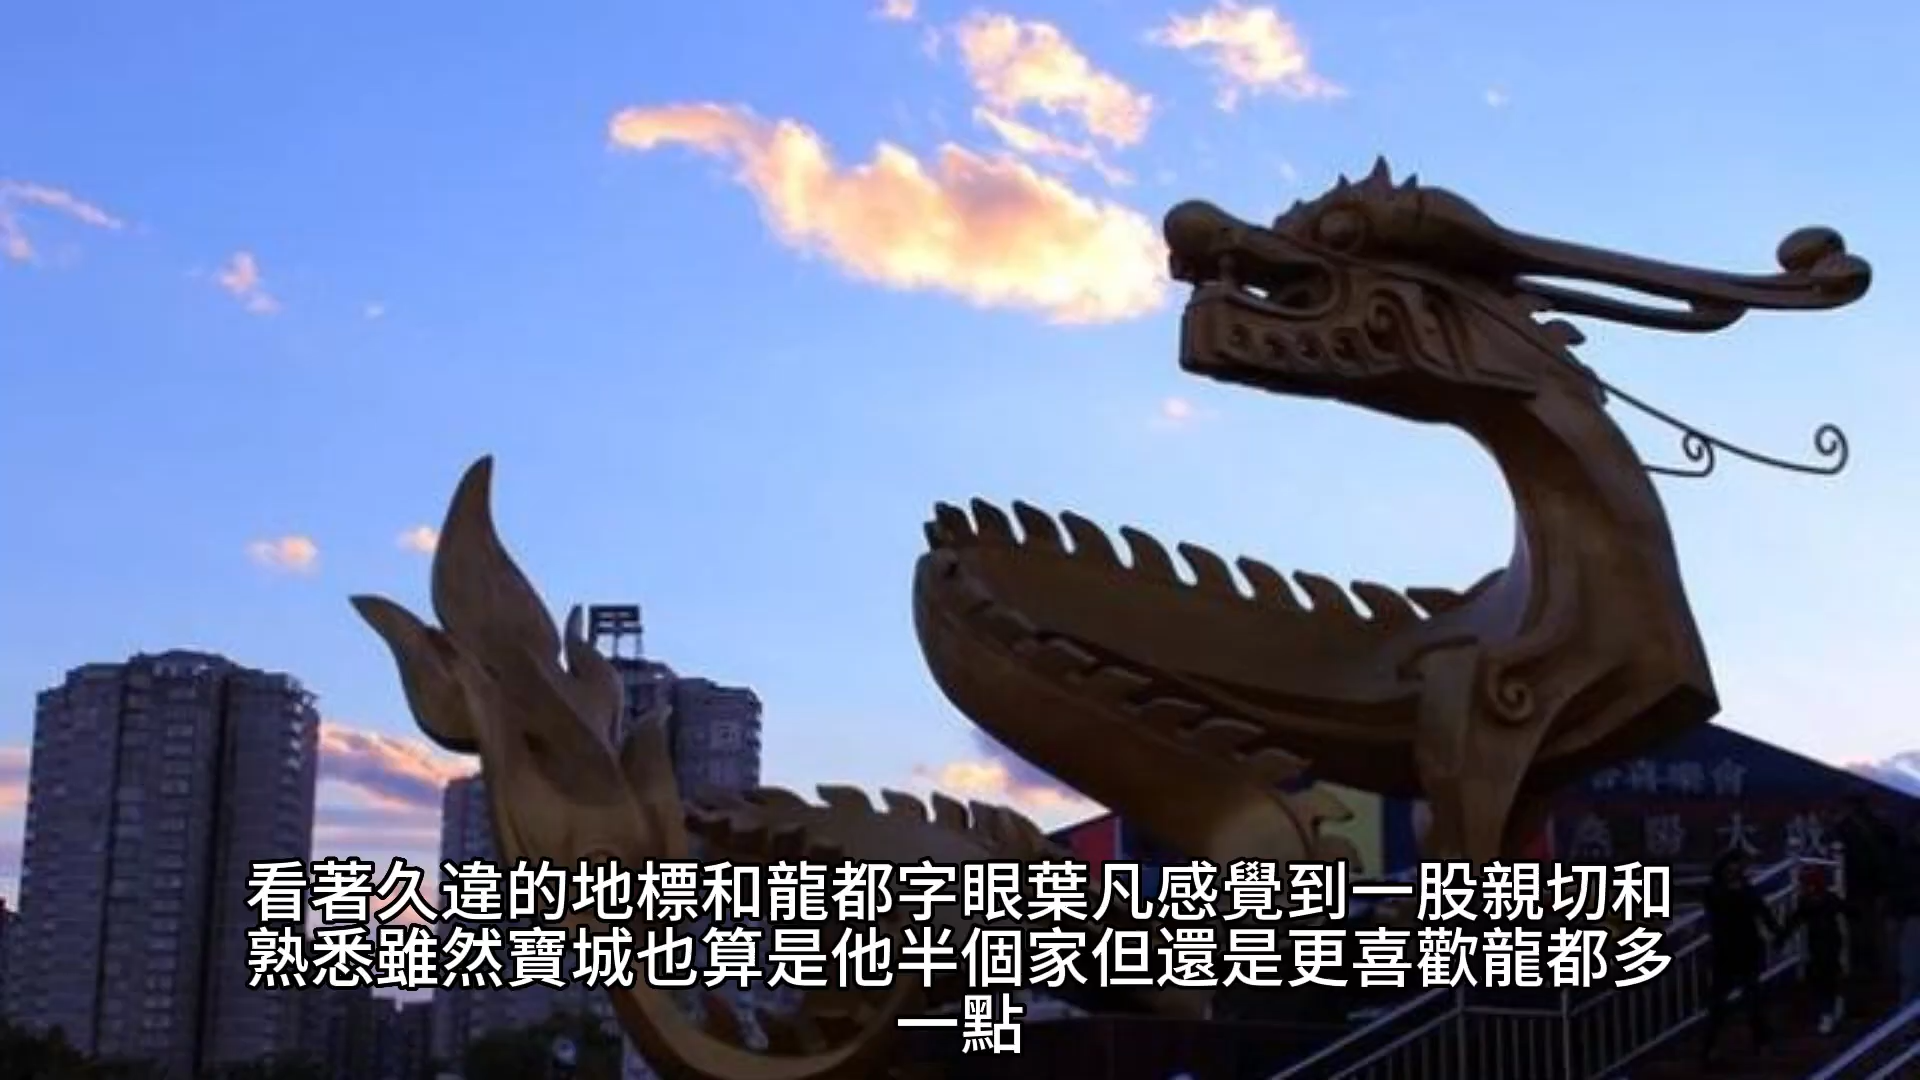 看著久違的地標和龍都字眼葉凡感覺到一股親切和
熟悉雖然寶城也算是他半個家但還是更喜歡龍都多
一點